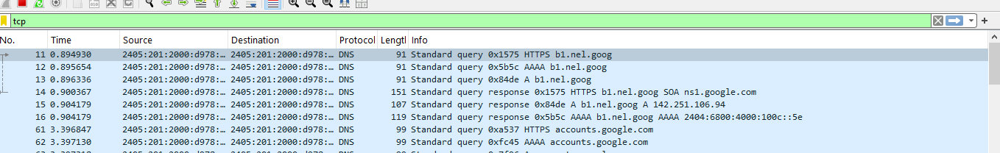 tcp
No. Time Source Destination Protocol Lengtl Info
11 0.894930 2405:201:2000:d978:… 2405:201:2000:d978:… DNS 91 Standard query 0x1575 HTTPS b1.nel.goog
12 0.895654 2405:201:2000:d978:… 2405:201:2000:d978:… DNS 91 Standard query 0x5b5c AAAA b1.nel.goog
13 0.896336 2405:201:2000:d978:… 2405:201:2000:d978:… DNS 91 Standard query 0x84de A b1.nel.goog
14 0.900367 2405:201:2000:d978:… 2405:201:2000:d978:… DNS 151 Standard query response 0x1575 HTTPS b1.nel.goog SOA ns1.google.com
15 0.904179 2405:201:2000:d978:… 2405:201:2000:d978:… DNS 107 Standard query response 0x84de A b1.nel.goog A 142.251.106.94
16 0.904179 2405:201:2000:d978:… 2405:201:2000:d978:… DNS 119 Standard query response 0x5b5c AAAA b1.nel.goog AAAA 2404:6800:4000:100c::5e
61 3.396847 2405:201:2000:d978:… 2405:201:2000:d978:… DNS 99 Standard query 0xa537 HTTPS accounts.google.com
62 3.397130 2405:201:2000:d978:… 2405:201:2000:d978:… DNS 99 Standard query 0xfc45 AAAA accounts.google.com